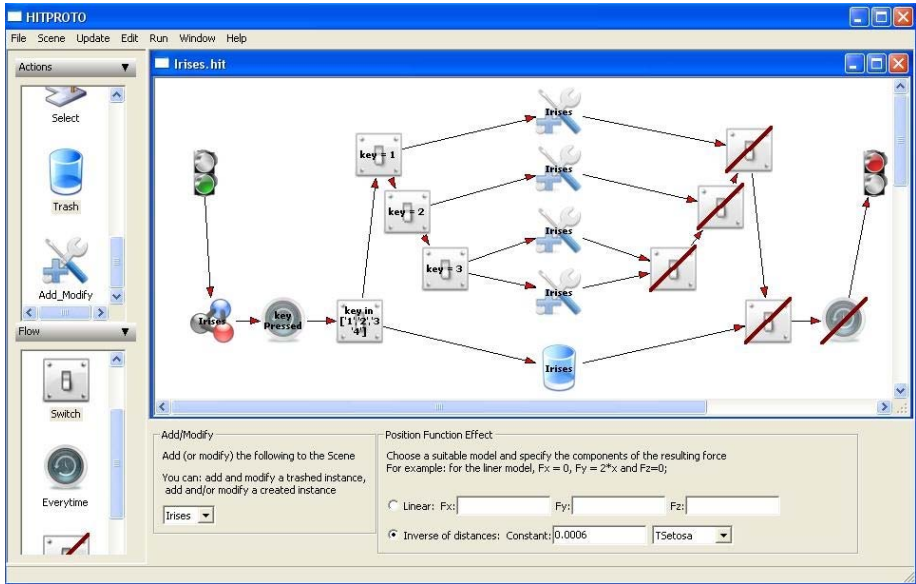 HITPROTO
File Scene Update Edit Run Window Help
Actions
Select
Trash
Add_Modify
Flow
Switch
Everytime
Irises.hit
Irises
key = 1
Irises
key = 2
Irises
key = 3
Irises
Irises
key Pressed
key in
['1','2','3
'4']
Irises
Add/Modify
Add (or modify) the following to the Scene
You can: add and modify a trashed instance,
add and/or modify a created instance
Irises
Position Function Effect
Choose a suitable model and specify the components of the resulting force
For example: for the liner model, Fx = 0, Fy = 2*x and Fz=0;
Linear: Fx: Fy: Fz:
Inverse of distances: Constant: 0.0006 TSetosa